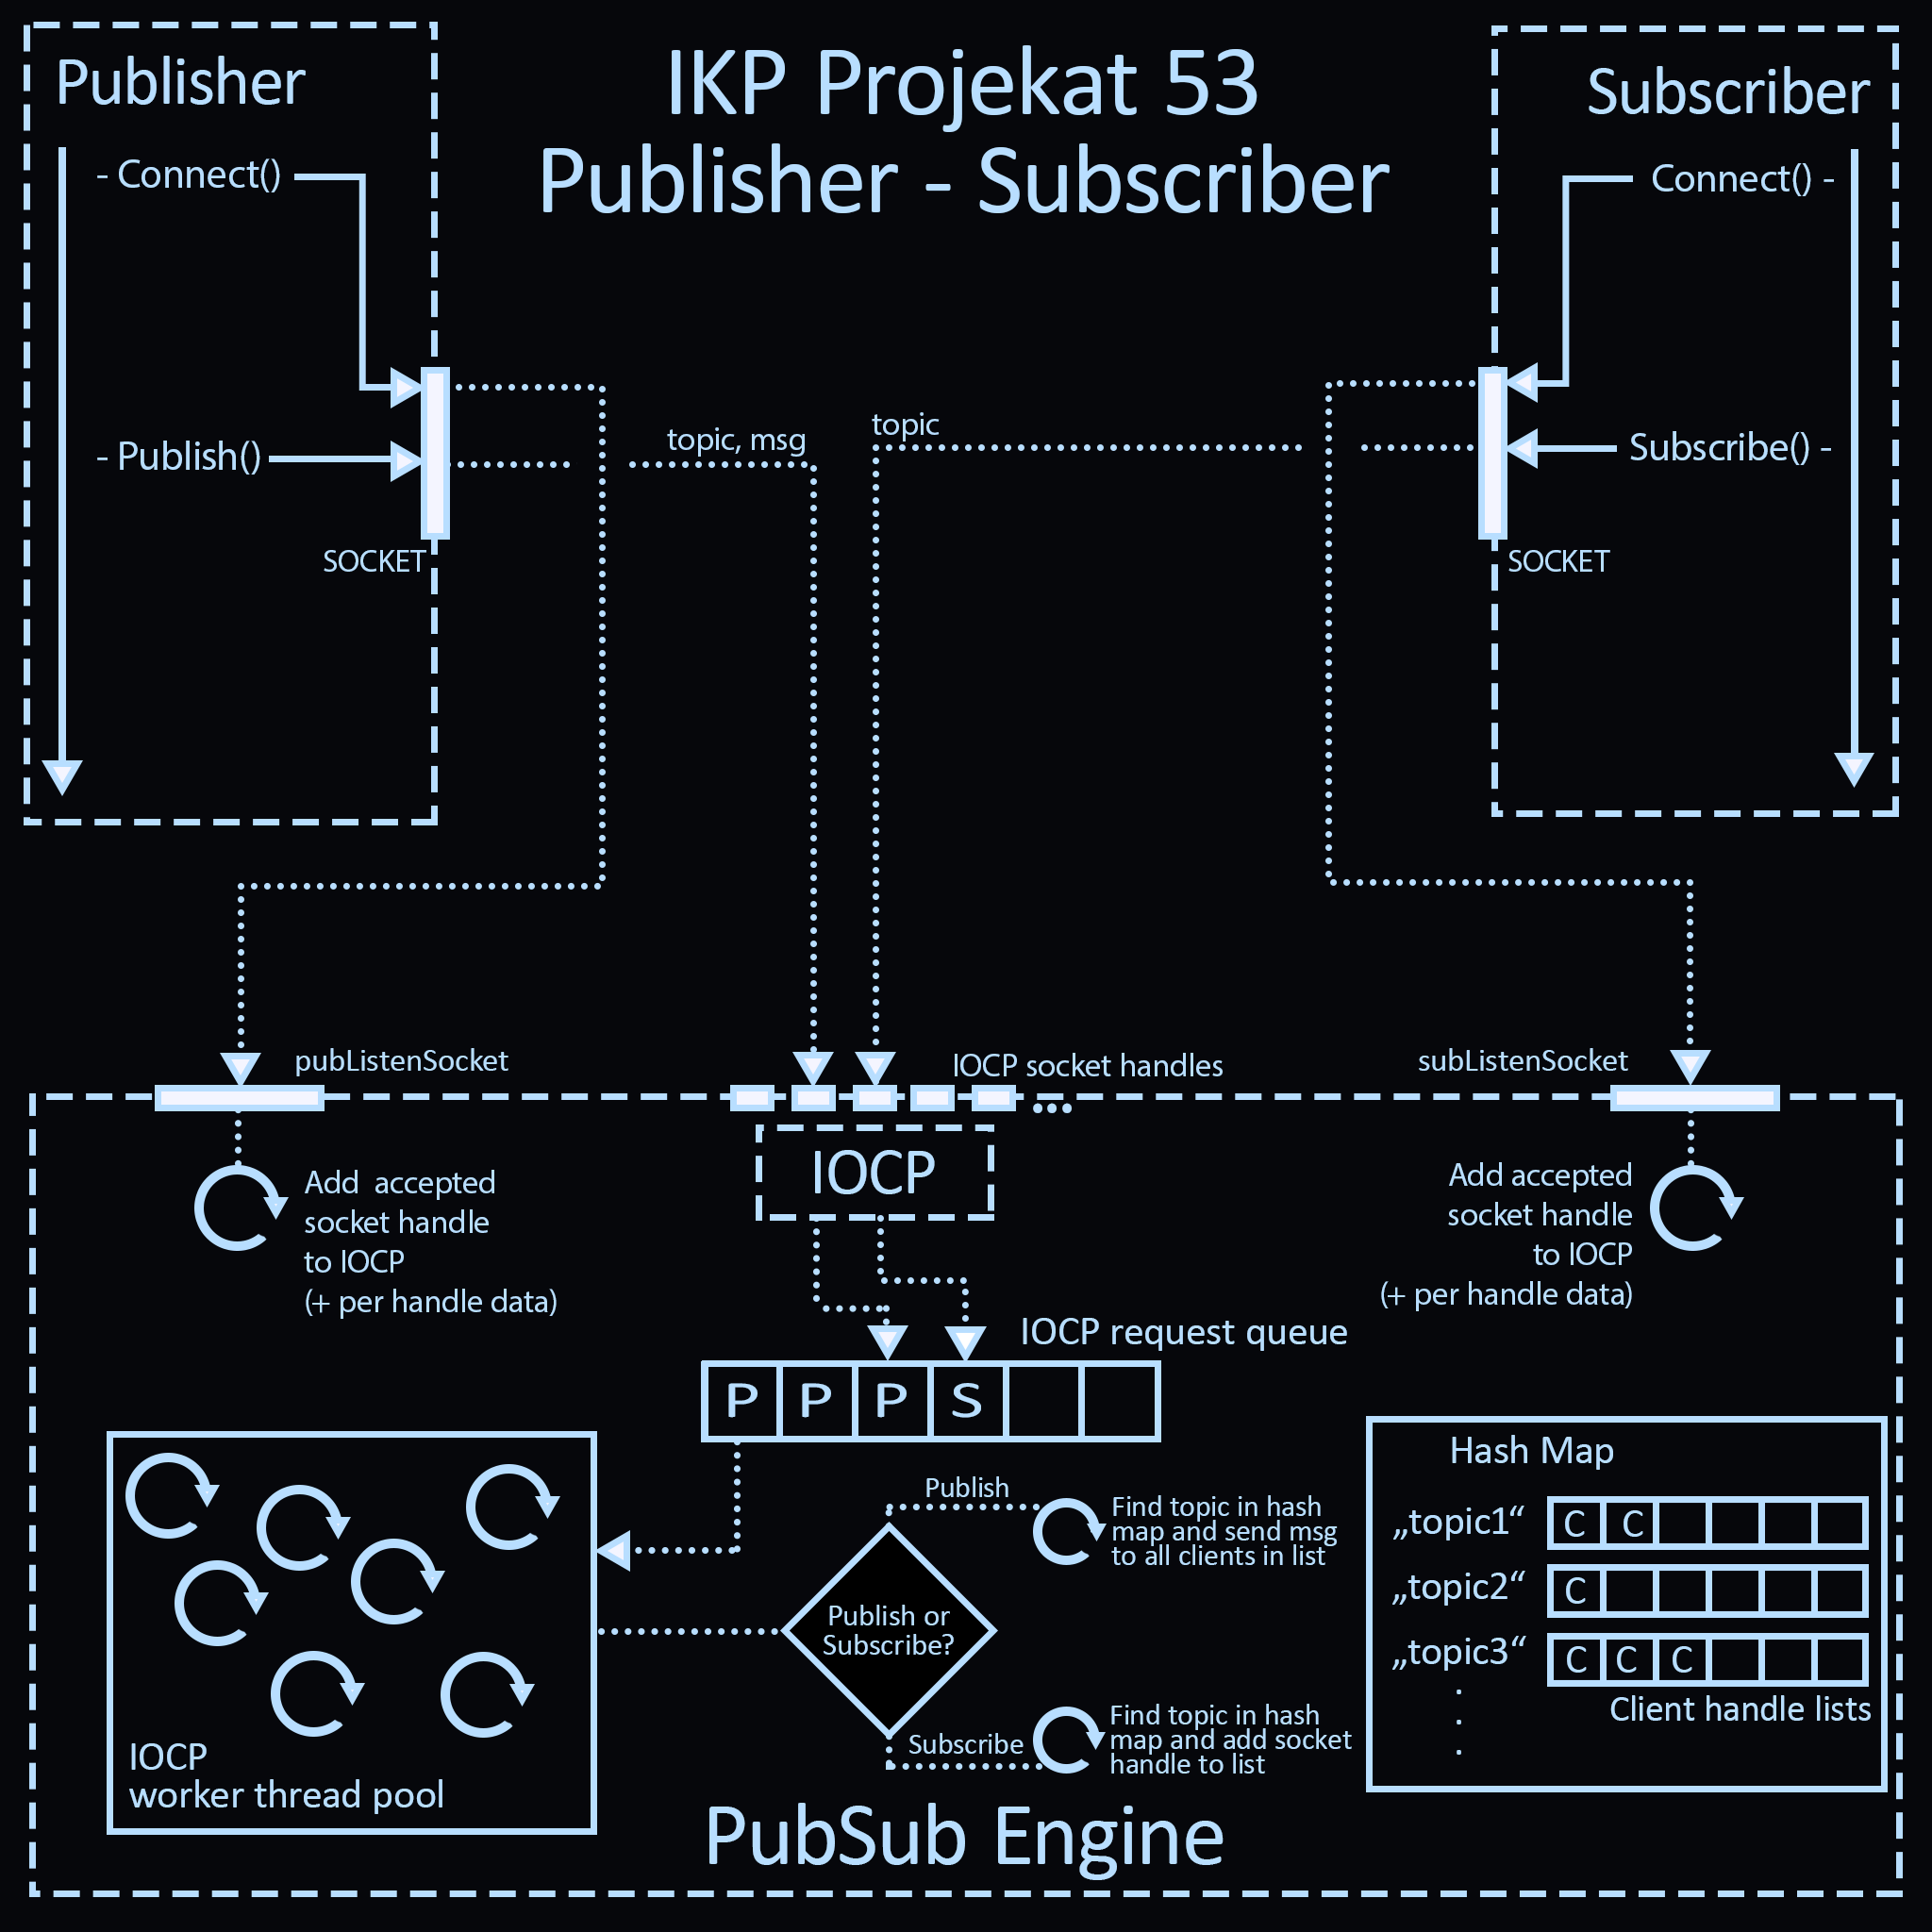 IKP Projekat 53
Publisher - Subscriber
Publisher
- Connect()
- Publish()
SOCKET
Subscriber
Connect() -
Subscribe() -
SOCKET
topic, msg
topic
pubListenSocket
IOCP socket handles
subListenSocket
...
IOCP
Add accepted
socket handle
to IOCP
(+ per handle data)
Add accepted
socket handle
to IOCP
(+ per handle data)
IOCP request queue
P P P S
IOCP
worker thread pool
Publish or
Subscribe?
Publish
Find topic in hash
map and send msg
to all clients in list
Subscribe
Find topic in hash
map and add socket
handle to list
Hash Map
„topic1“ C C
„topic2“ C
„topic3“ C C C
.
.
.
Client handle lists
PubSub Engine